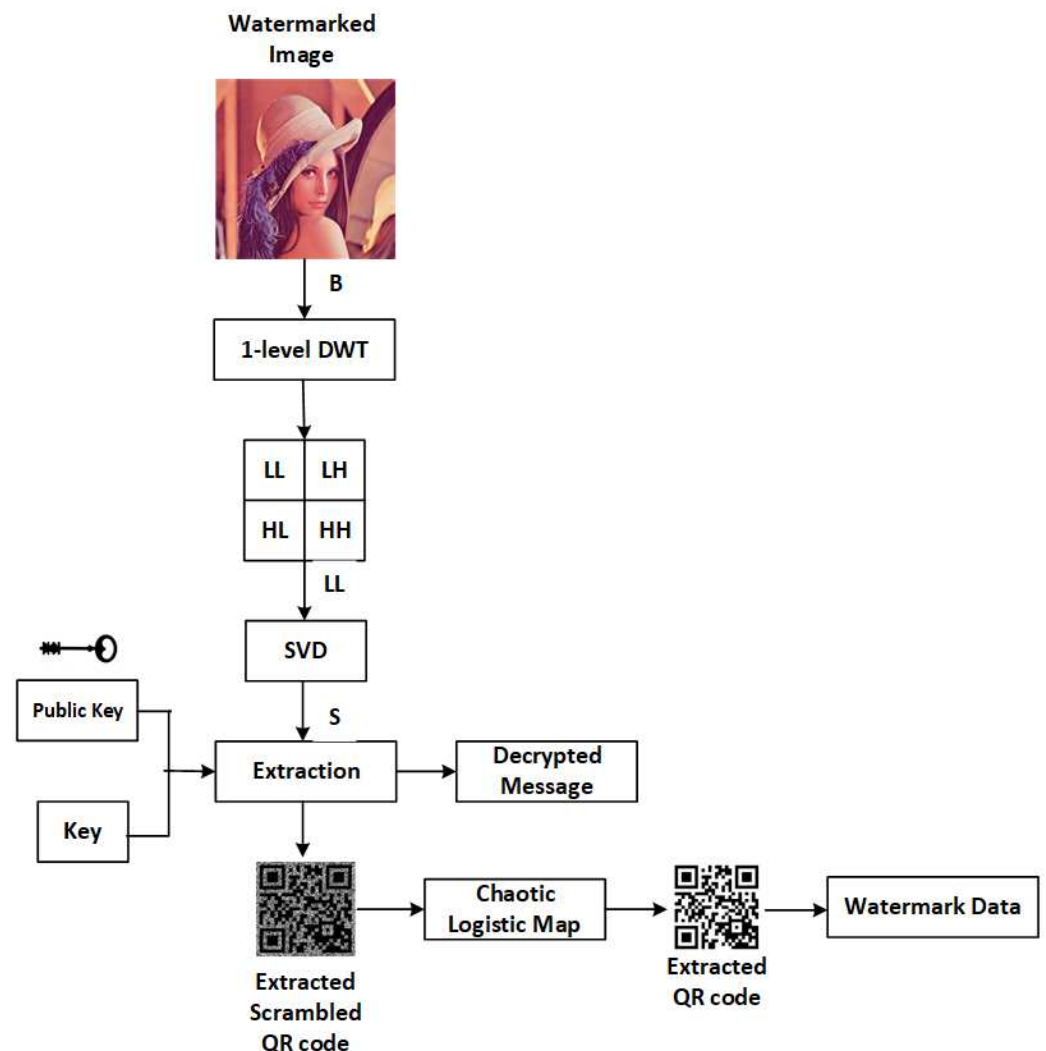 Watermarked
Image
B
1-level DWT
LL LH
HL HH
LL
SVD
Public Key
S
Extraction
Decrypted
Message
Key
Chaotic
Logistic Map
Watermark Data
Extracted
Scrambled
QR code
Extracted
QR code